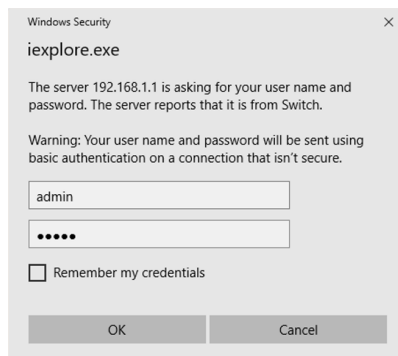 Windows Security
iexplore.exe
The server 192.168.1.1 is asking for your user name and
password. The server reports that it is from Switch.
Warning: Your user name and password will be sent using
basic authentication on a connection that isn't secure.
admin
●●●●●
Remember my credentials
OK Cancel